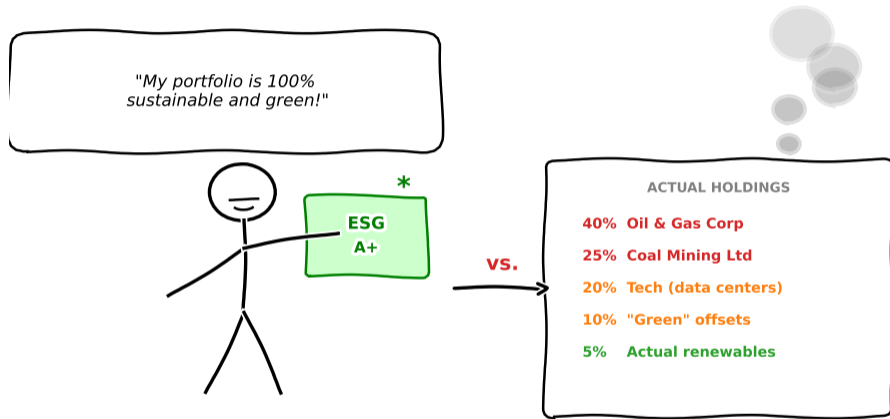 "My portfolio is 100%
sustainable and green!"
*
ESG
A+
vs.
ACTUAL HOLDINGS
40% Oil & Gas Corp
25% Coal Mining Ltd
20% Tech (data centers)
10% "Green" offsets
5% Actual renewables